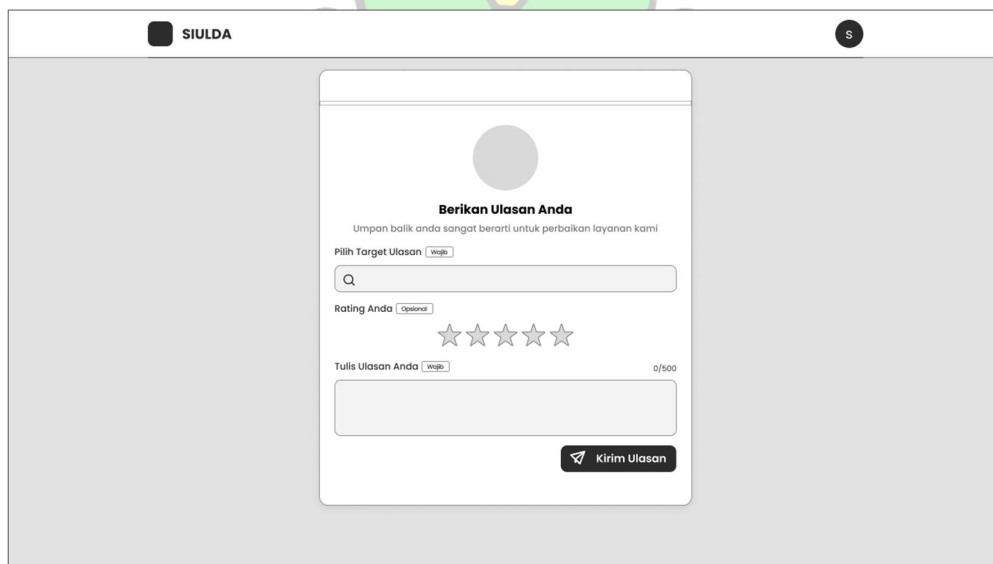 SIULDA
S
Berikan Ulasan Anda
Umpan balik anda sangat berarti untuk perbaikan layanan kami
Pilih Target Ulasan Wajib
Rating Anda Opsional
Tulis Ulasan Anda Wajib 0/500
Kirim Ulasan